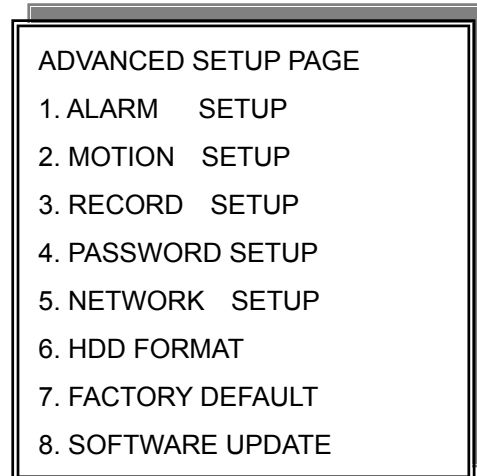 ADVANCED SETUP PAGE
1. ALARM SETUP
2. MOTION SETUP
3. RECORD SETUP
4. PASSWORD SETUP
5. NETWORK SETUP
6. HDD FORMAT
7. FACTORY DEFAULT
8. SOFTWARE UPDATE